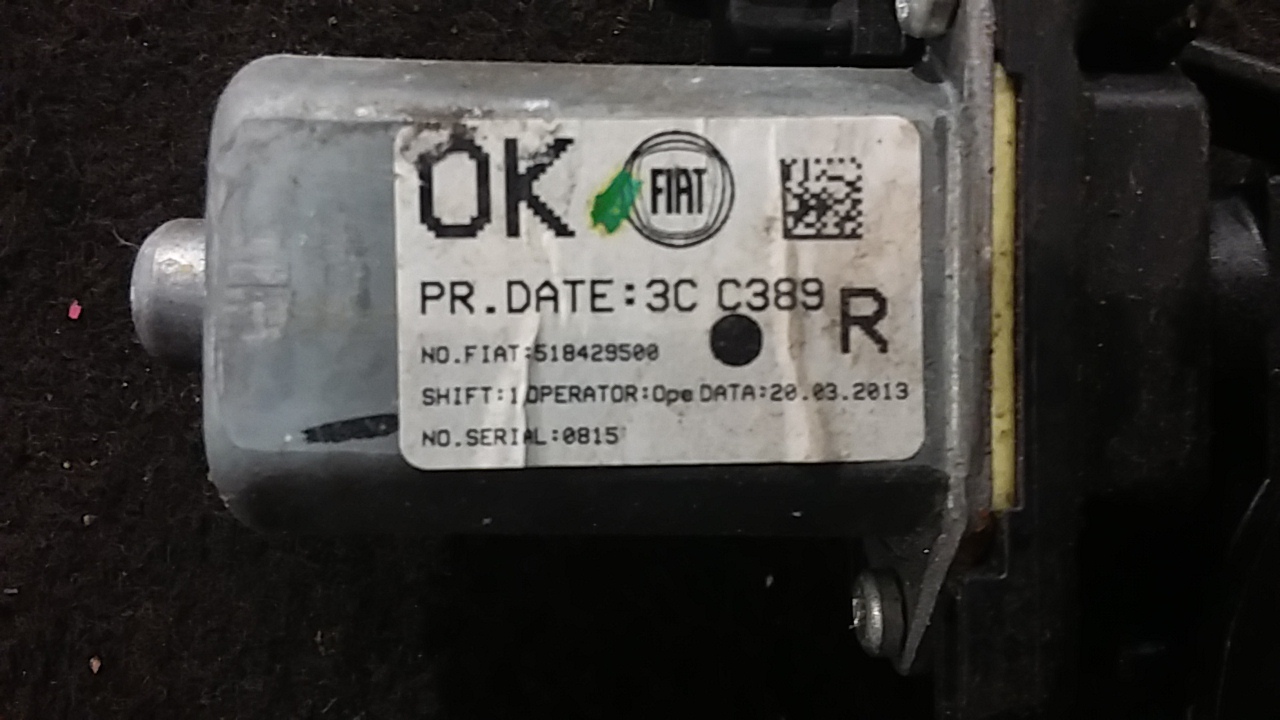 OK FIAT
PR.DATE:3C C389 R
NO.FIAT:518429500
SHIFT:1 OPERATOR:Ope DATA:20.03.2013
NO.SERIAL:0815